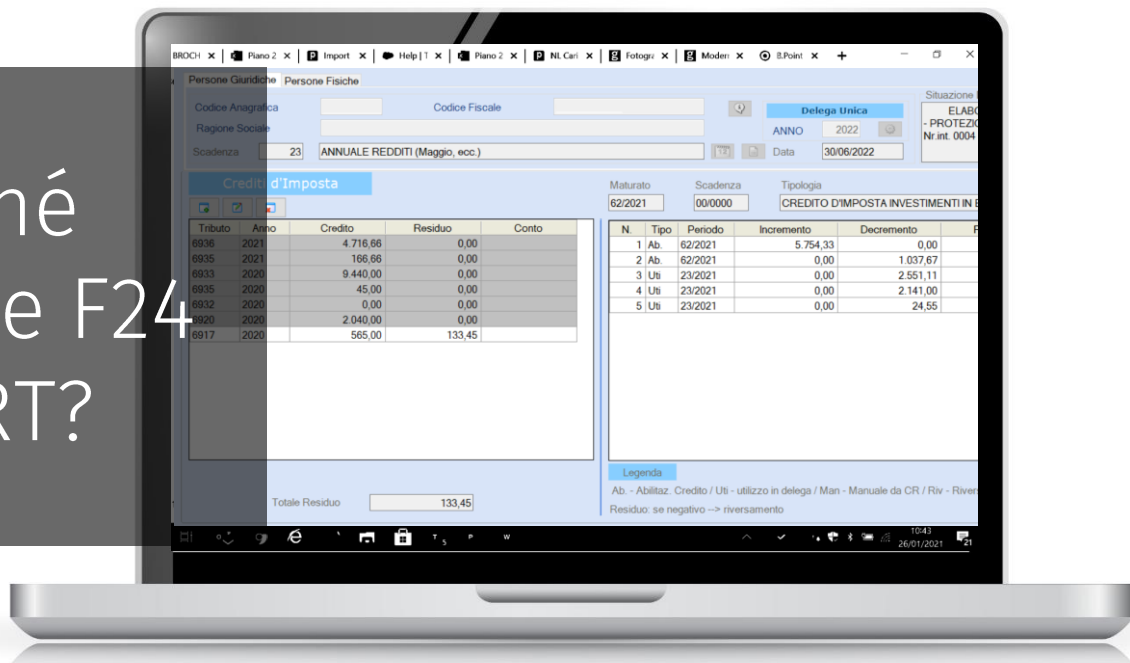 né
e F24
RT?
BROCH × Piano 2 × Import × Help | T × Piano 2 × NL Cari × Fotogra × Modern × B.Point × +
Persone Giuridiche Persone Fisiche
Codice Anagrafica Codice Fiscale Delega Unica
Ragione Sociale ANNO 2022
Scadenza 23 ANNUALE REDDITI (Maggio, ecc.) Data 30/06/2022
Situazione
ELAB
- PROTEZIO
Nr.int. 0004
Crediti d'Imposta
Tributo Anno Credito Residuo Conto
6936 2021 4.716,66 0,00
6935 2021 166,66 0,00
6933 2020 9.440,00 0,00
6935 2020 45,00 0,00
6932 2020 0,00 0,00
6920 2020 2.040,00 0,00
6917 2020 565,00 133,45
Totale Residuo 133,45
Maturato Scadenza Tipologia
62/2021 00/0000 CREDITO D'IMPOSTA INVESTIMENTI IN
N. Tipo Periodo Incremento Decremento
1 Ab. 62/2021 5.754,33 0,00
2 Ab. 62/2021 0,00 1.037,67
3 Uti 23/2021 0,00 2.551,11
4 Uti 23/2021 0,00 2.141,00
5 Uti 23/2021 0,00 24,55
Legenda
Ab. - Abilitaz. Credito / Uti - utilizzo in delega / Man - Manuale da CR / Riv - River
Residuo: se negativo --> riversamento
10:43
26/01/2021
21